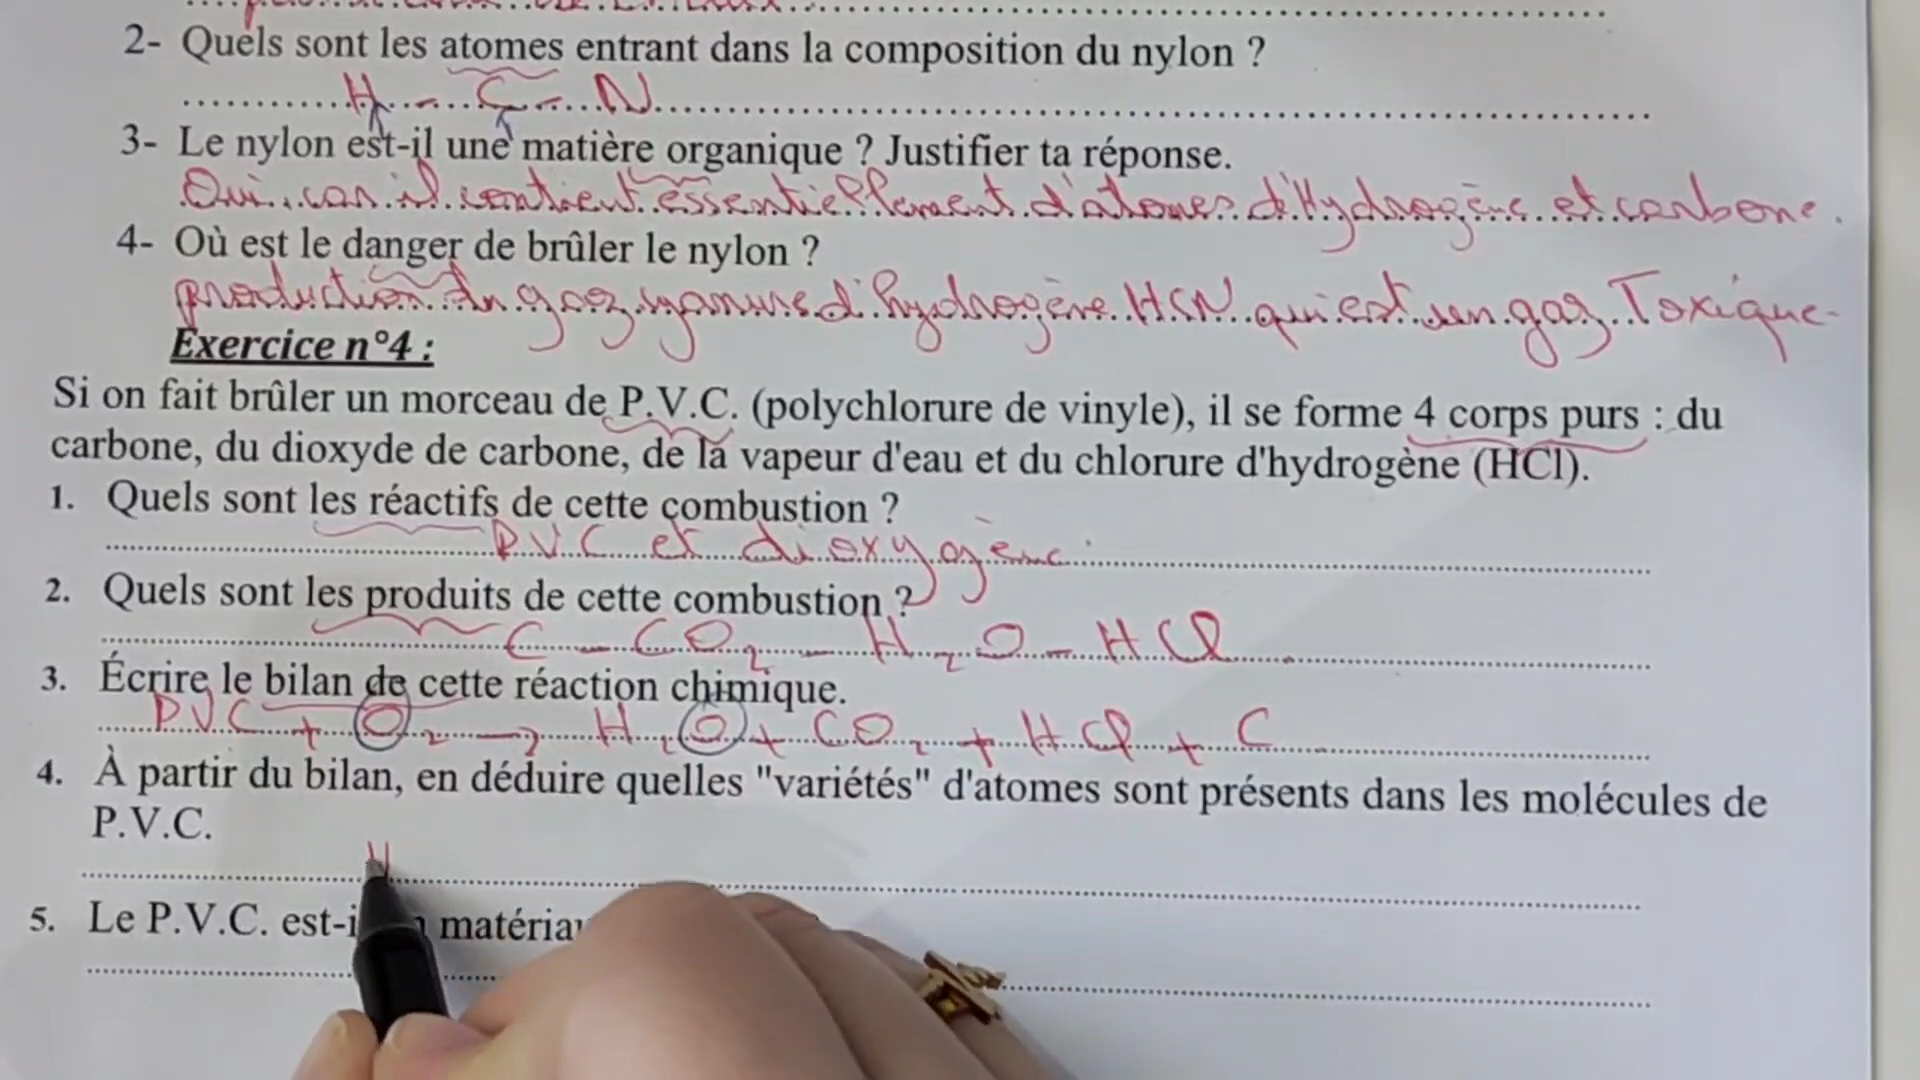 2- Quels sont les atomes entrant dans la composition du nylon ?
H - C - N
3- Le nylon est-il une matière organique ? Justifier ta réponse.
Oui, car il contient essentiellement d'atomes d'Hydrogène et carbone.
4- Où est le danger de brûler le nylon ?
production du gaz cyanure d'hydrogène HCN qui est un gaz Toxique.
Exercice n°4 :
Si on fait brûler un morceau de P.V.C. (polychlorure de vinyle), il se forme 4 corps purs : du
carbone, du dioxyde de carbone, de la vapeur d'eau et du chlorure d'hydrogène (HCl).
1. Quels sont les réactifs de cette combustion ?
PVC et dioxygène.
2. Quels sont les produits de cette combustion ?
C - CO2 - H2O - HCl
3. Écrire le bilan de cette réaction chimique.
PVC + O2 → H2O + CO2 + HCl + C
4. À partir du bilan, en déduire quelles "variétés" d'atomes sont présents dans les molécules de
P.V.C.
H
5. Le P.V.C.